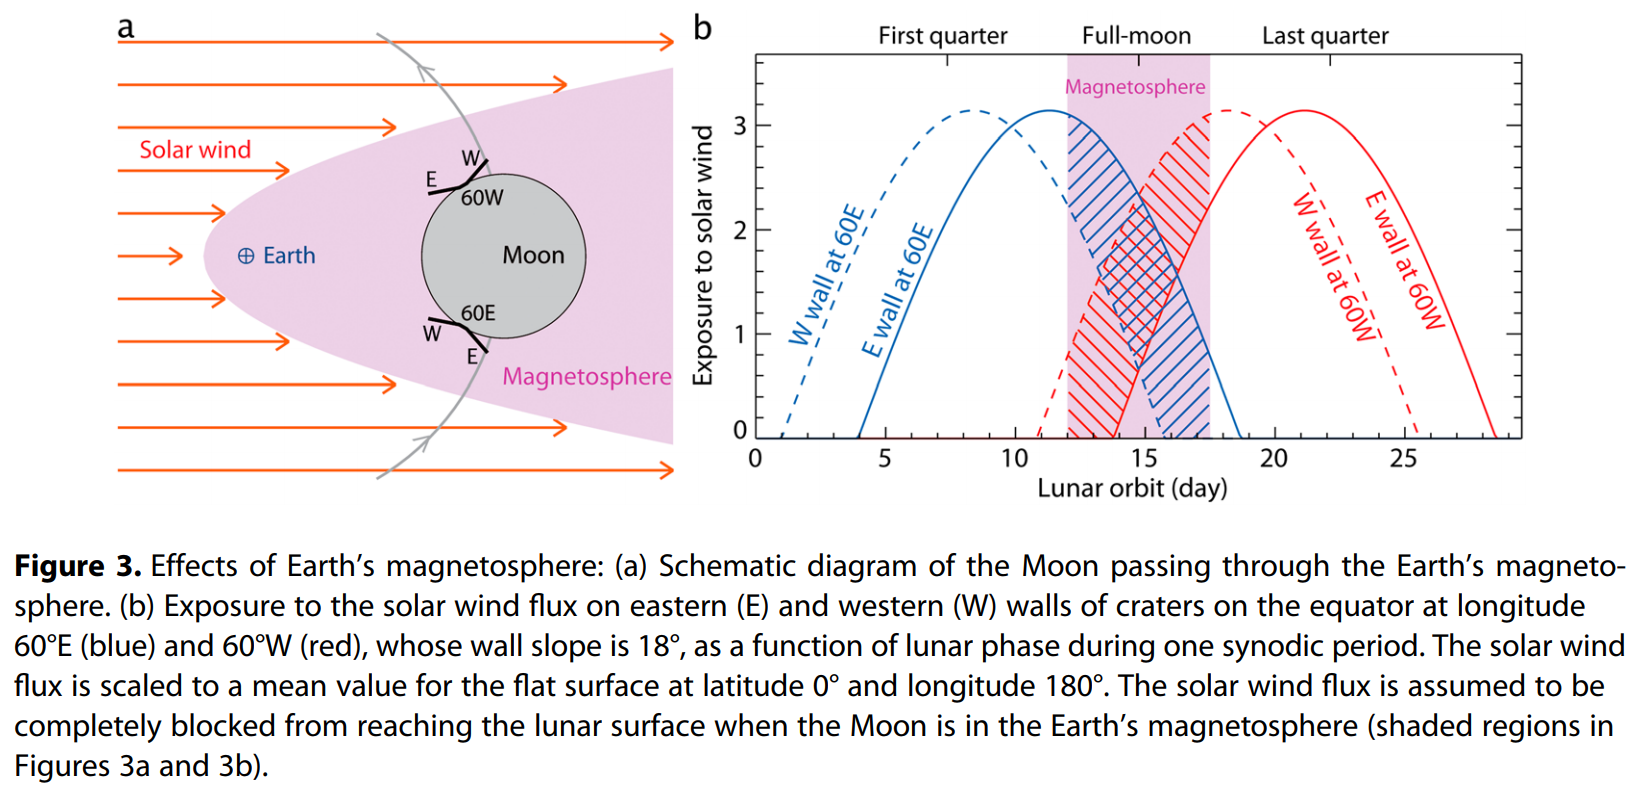 a
Solar wind
Earth
W
E
60W
Moon
60E
W
E
Magnetosphere
b
First quarter
Full-moon
Last quarter
Magnetosphere
Exposure to solar wind
3
2
1
0
W wall at 60E
E wall at 60E
W wall at 60W
E wall at 60W
0 5 10 15 20 25
Lunar orbit (day)
Figure 3. Effects of Earth's magnetosphere: (a) Schematic diagram of the Moon passing through the Earth's magneto-
sphere. (b) Exposure to the solar wind flux on eastern (E) and western (W) walls of craters on the equator at longitude
60°E (blue) and 60°W (red), whose wall slope is 18°, as a function of lunar phase during one synodic period. The solar wind
flux is scaled to a mean value for the flat surface at latitude 0° and longitude 180°. The solar wind flux is assumed to be
completely blocked from reaching the lunar surface when the Moon is in the Earth's magnetosphere (shaded regions in
Figures 3a and 3b).